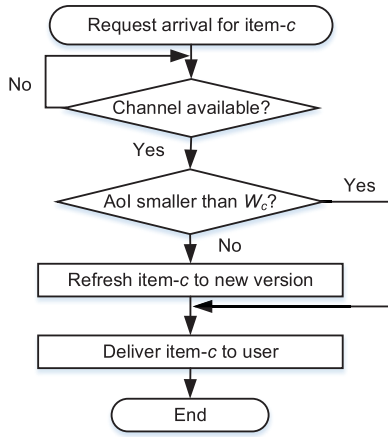 Request arrival for item-c
No
Channel available?
Yes
AoI smaller than Wc?
Yes
No
Refresh item-c to new version
Deliver item-c to user
End